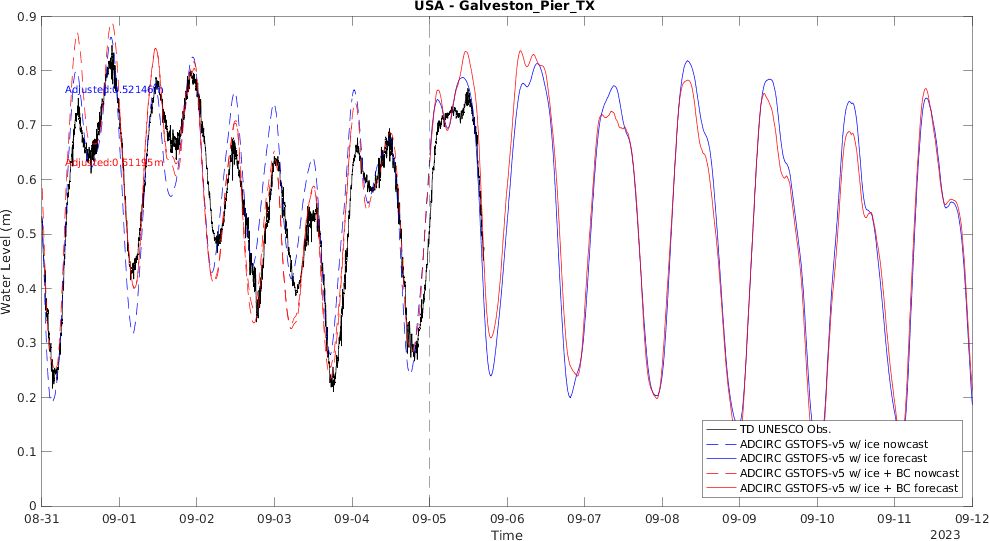 USA - Galveston_Pier_TX
0.9
0.8
0.7
0.6
0.5
0.4
0.3
0.2
0.1
0
Water Level (m)
Adjusted:0.52146m
Adjusted:0.51195m
TD UNESCO Obs.
ADCIRC GSTOFS-v5 w/ ice nowcast
ADCIRC GSTOFS-v5 w/ ice forecast
ADCIRC GSTOFS-v5 w/ ice + BC nowcast
ADCIRC GSTOFS-v5 w/ ice + BC forecast
08-31 09-01 09-02 09-03 09-04 09-05 09-06 09-07 09-08 09-09 09-10 09-11 09-12
Time
2023